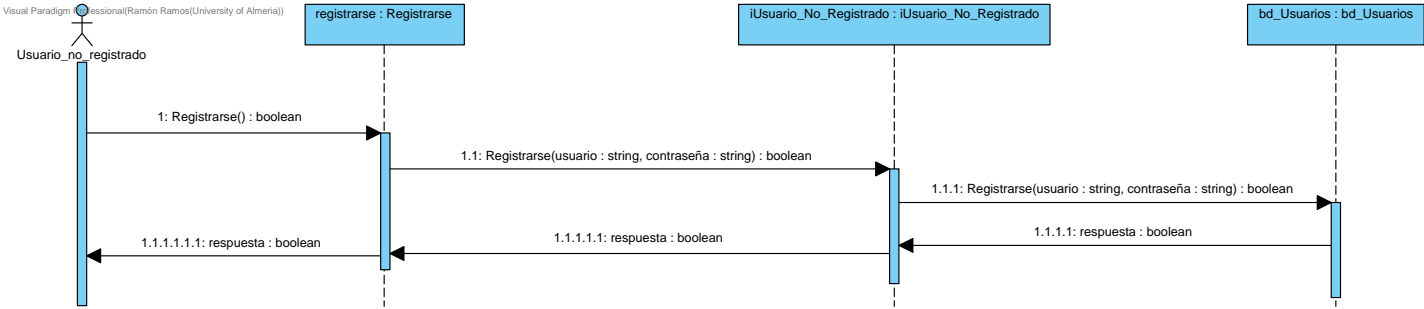 Visual Paradigm Professional(Ramón Ramos(University of Almeria))
registrarse : Registrarse
iUsuario_No_Registrado : iUsuario_No_Registrado
bd_Usuarios : bd_Usuarios
Usuario_no_registrado
1: Registrarse() : boolean
1.1: Registrarse(usuario : string, contraseña : string) : boolean
1.1.1: Registrarse(usuario : string, contraseña : string) : boolean
1.1.1.1: respuesta : boolean
1.1.1.1.1: respuesta : boolean
1.1.1.1.1.1: respuesta : boolean